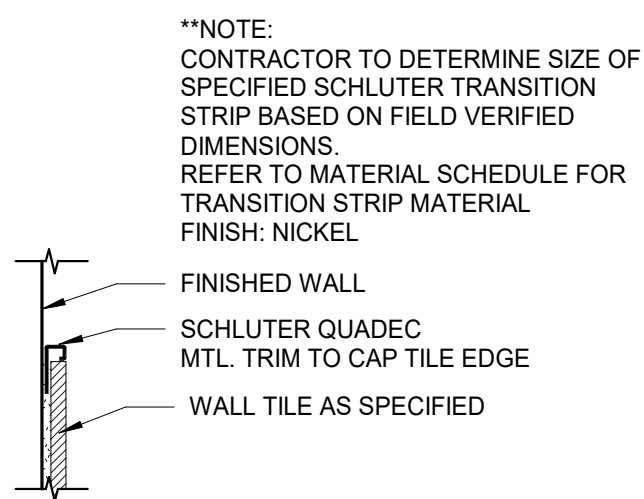 **NOTE:
CONTRACTOR TO DETERMINE SIZE OF
SPECIFIED SCHLUTER TRANSITION
STRIP BASED ON FIELD VERIFIED
DIMENSIONS.
REFER TO MATERIAL SCHEDULE FOR
TRANSITION STRIP MATERIAL
FINISH: NICKEL
FINISHED WALL
SCHLUTER QUADEC
MTL. TRIM TO CAP TILE EDGE
WALL TILE AS SPECIFIED